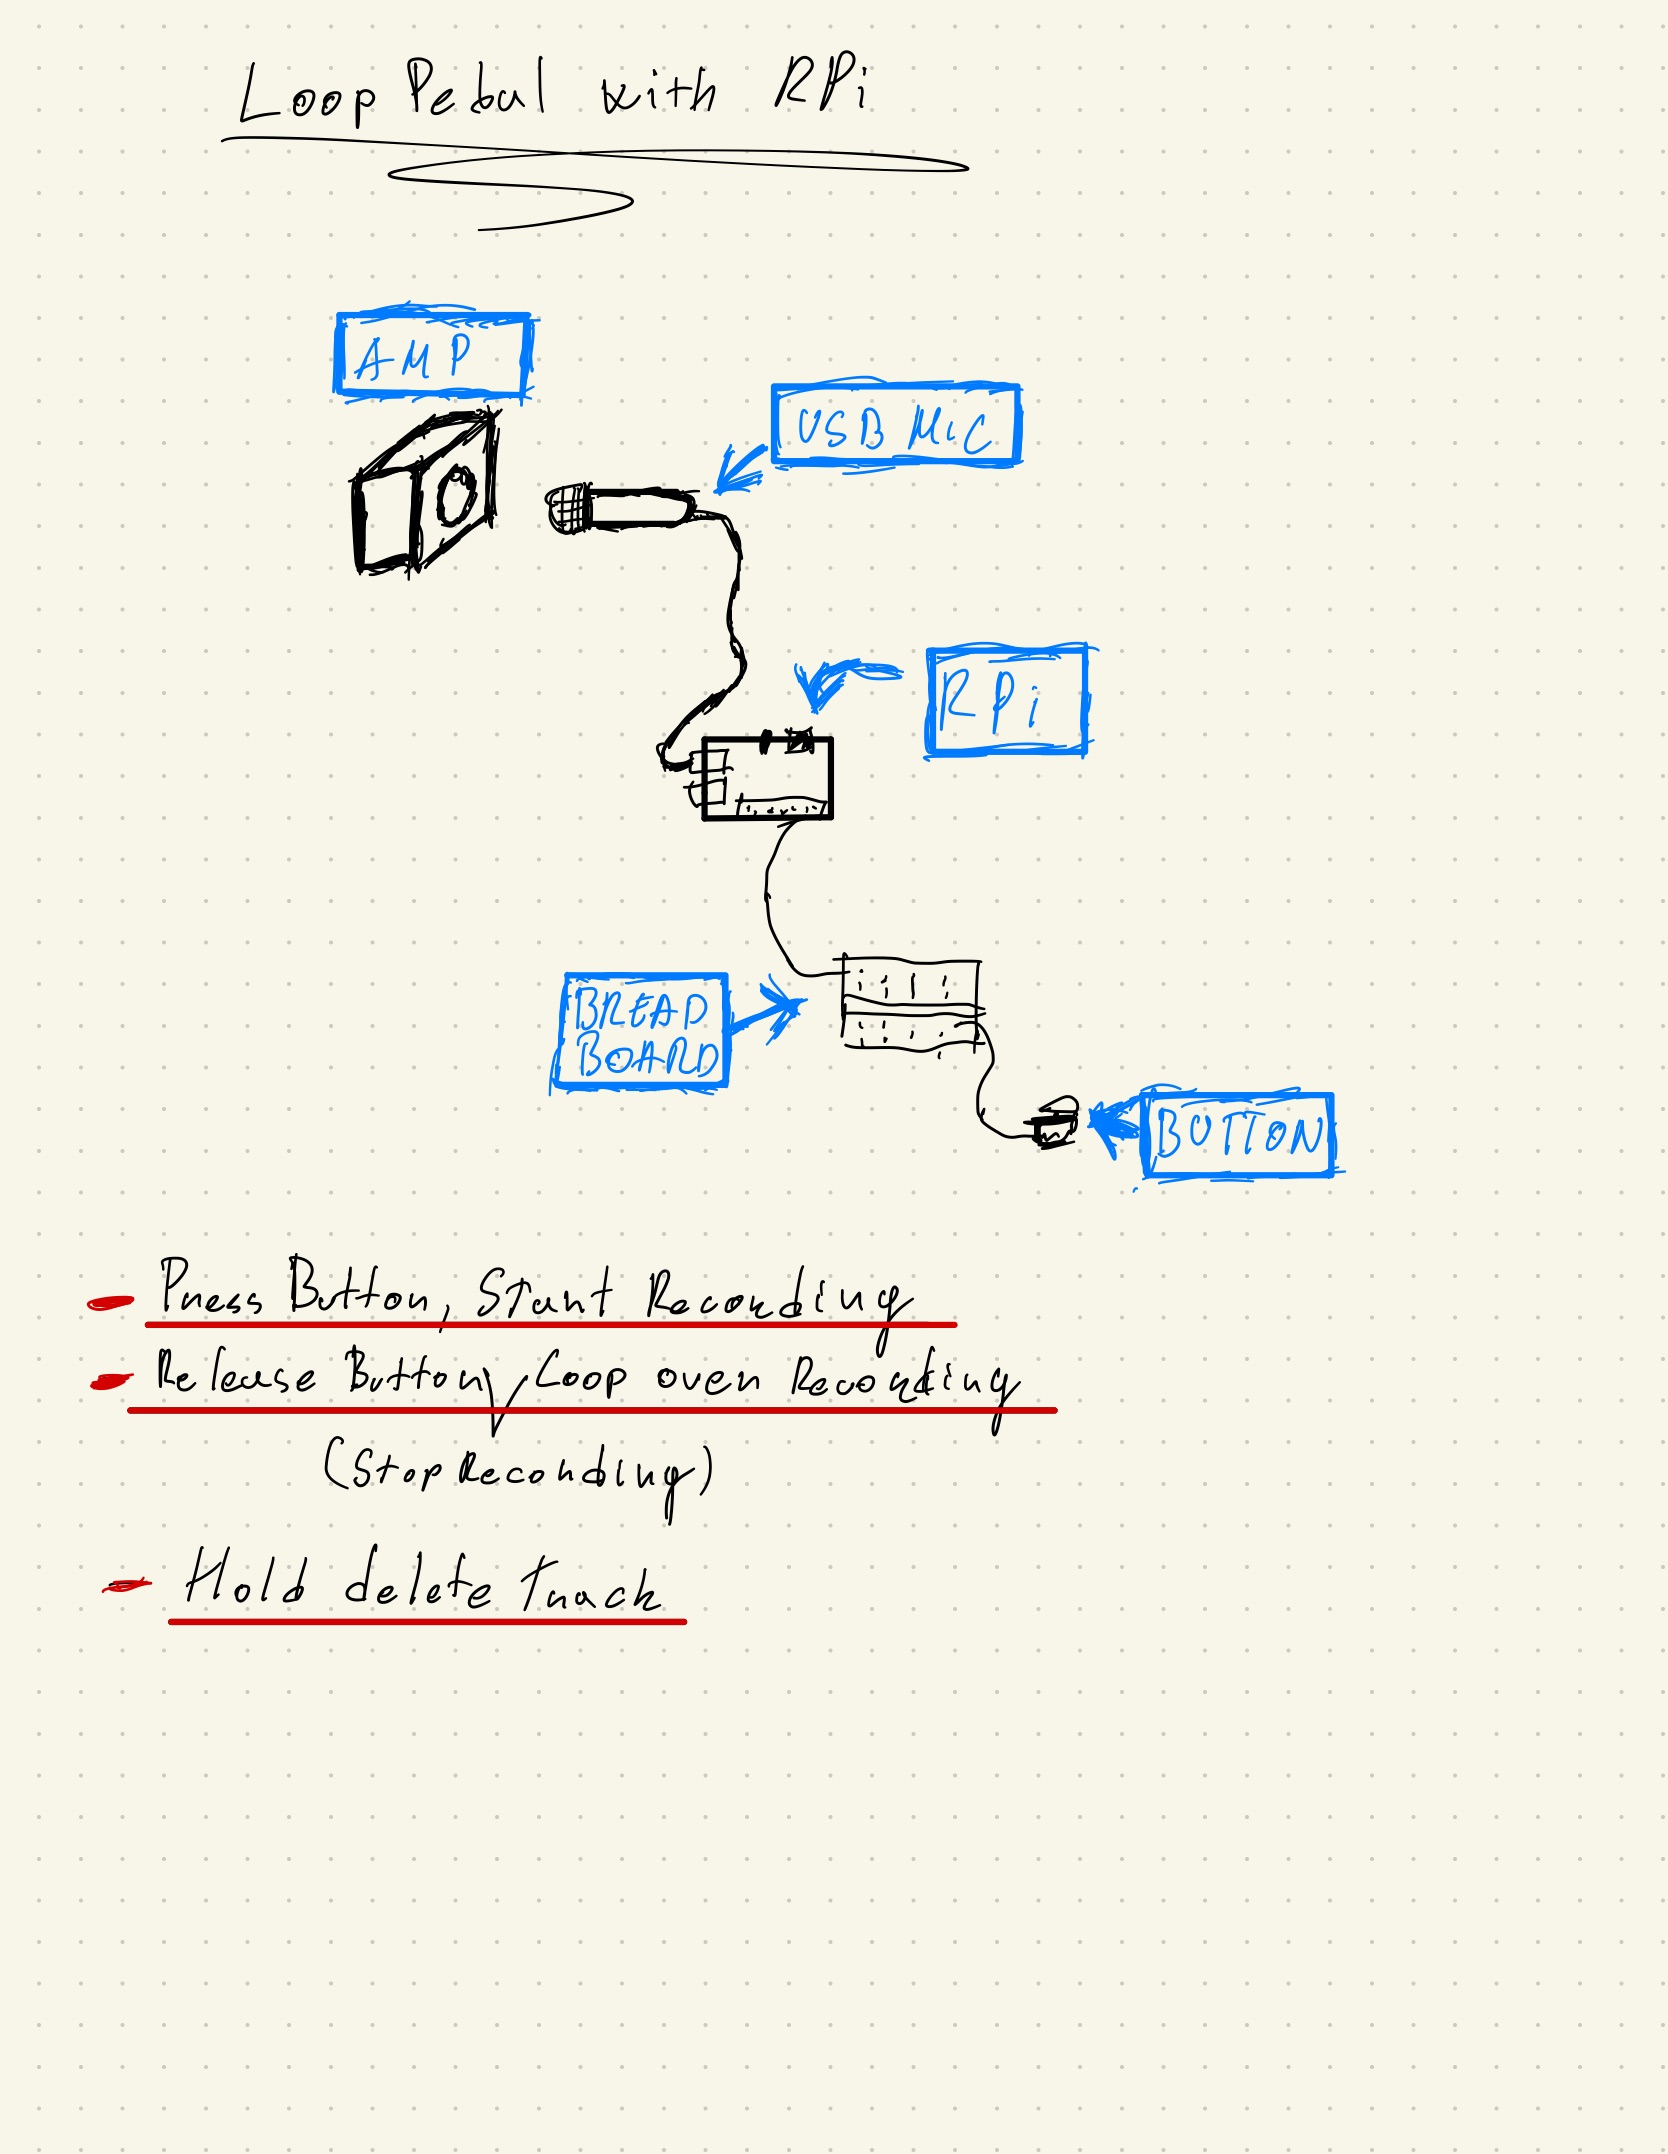 Loop Pedal with RPi
AMP
USB MiC
RPi
BREAD
BOARD
BUTTON
- Press Button, Start Recording
- Release Button, Loop over Recording
(Stop Recording)
- Hold delete Track